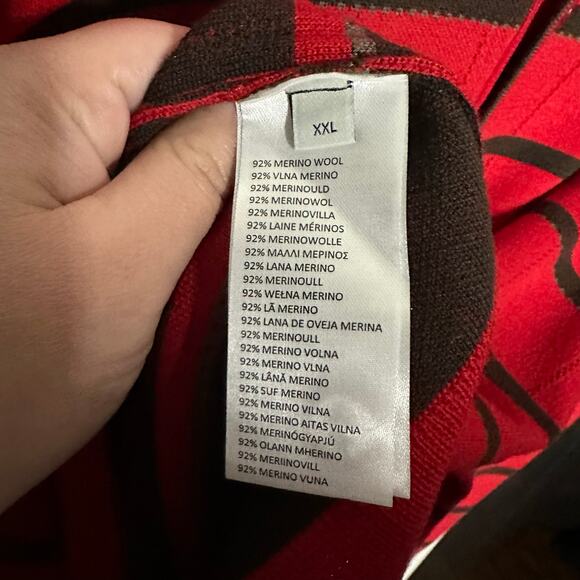 XXL
92% MERINO WOOL
92% VLNA MERINO
92% MERINOULD
92% MERINOWOL
92% MERINOVILLA
92% LAINE MÉRINOS
92% MERINOWOLLE
92% ΜΑΛΛΙ ΜΕΡΙΝΟΣ
92% LANA MERINO
92% MERINOULL
92% WEŁNA MERINO
92% LÃ MERINO
92% LANA DE OVEJA MERINA
92% MERINOULL
92% MERINO VOLNA
92% MERINO VLNA
92% LÂNĂ MERINO
92% SUF MERINO
92% MERINO VILNA
92% MERINO AITAS VILNA
92% MERINÓGYAPJÚ
92% OLANN MHERINO
92% MERIINOVILL
92% MERINO VUNA